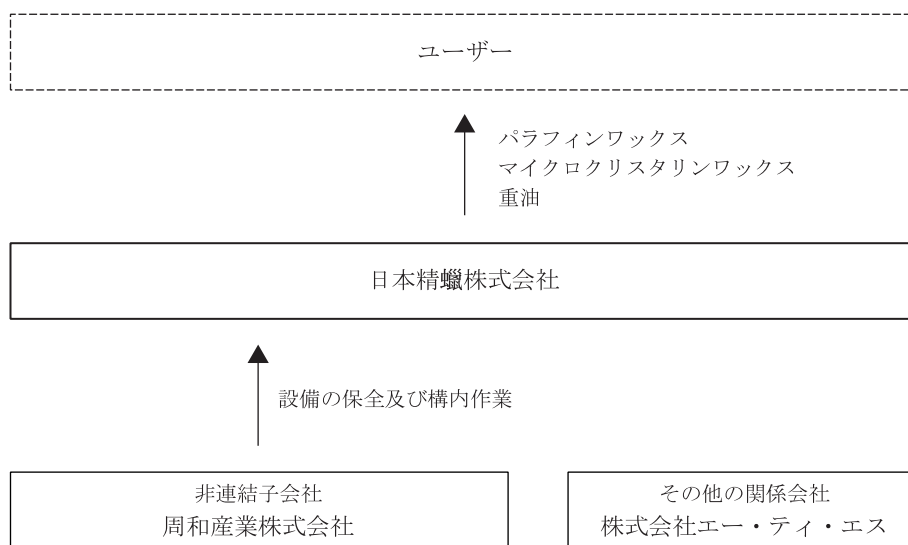 ユーザー
パラフィンワックス
マイクロクリスタリンワックス
重油
日本精蠟株式会社
設備の保全及び構内作業
非連結子会社
周和産業株式会社
その他の関係会社
株式会社エー・ティ・エス